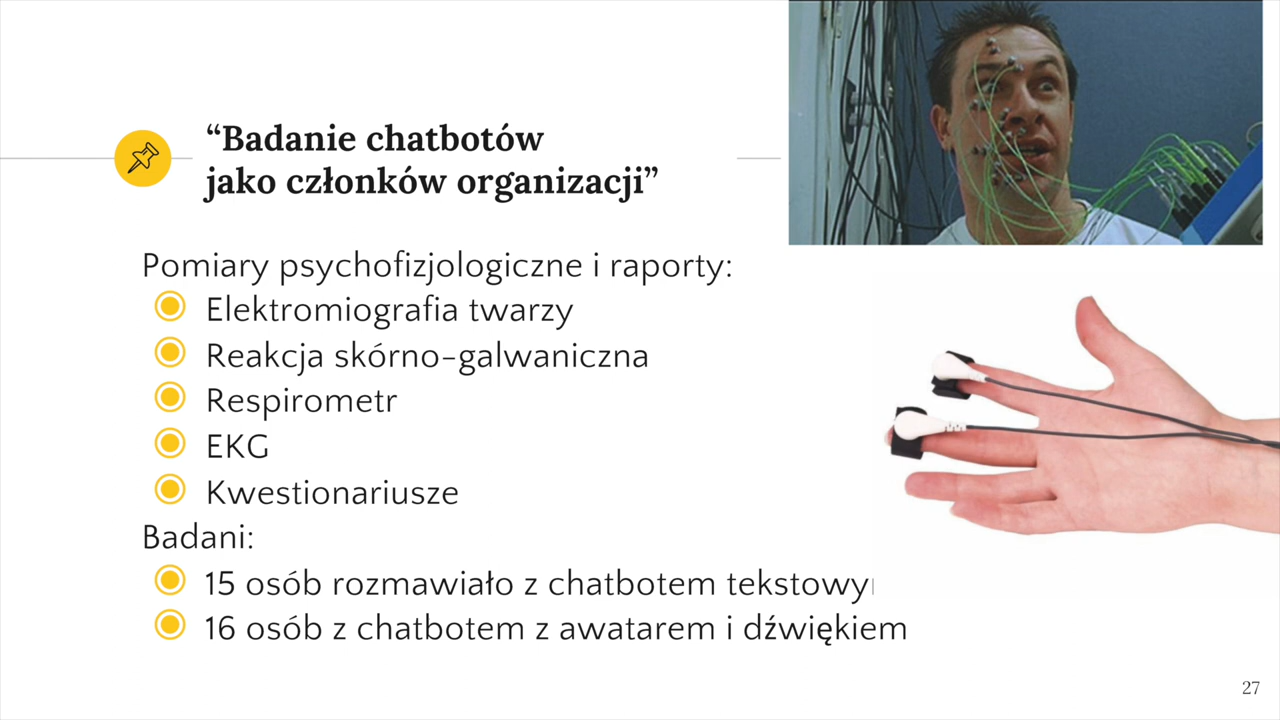 “Badanie chatbotów
jako członków organizacji”
Pomiary psychofizjologiczne i raporty:
Elektromiografia twarzy
Reakcja skórno-galwaniczna
Respirometr
EKG
Kwestionariusze
Badani:
15 osób rozmawiało z chatbotem
16 osób z chatbotem z awatarem i dźwiękiem
27